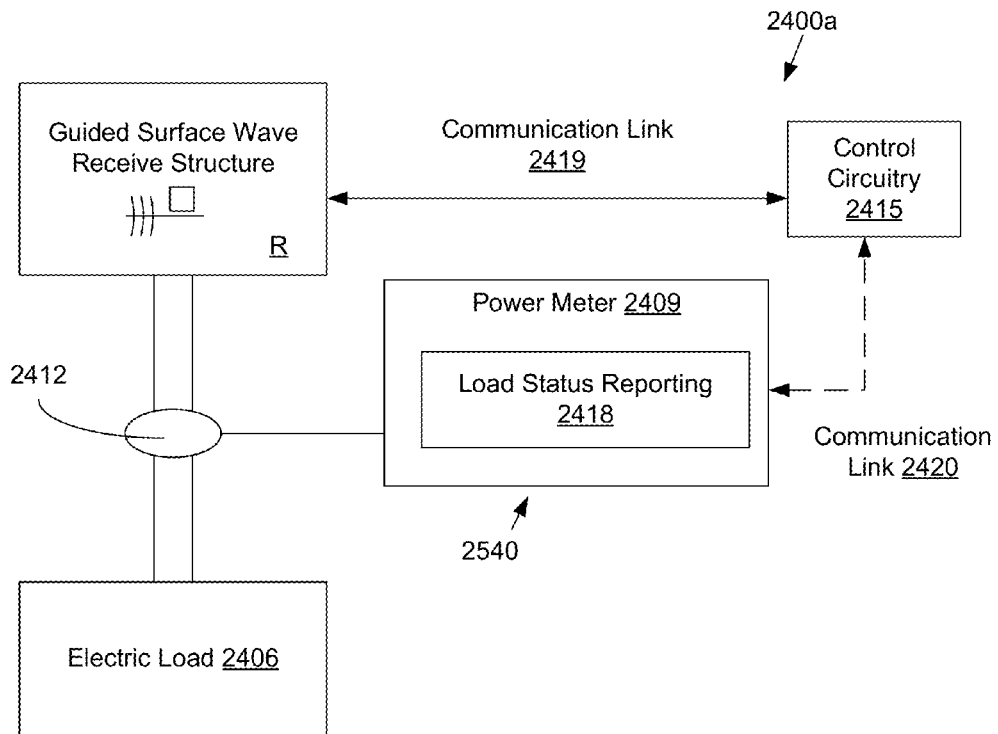 2400a
Guided Surface Wave
Receive Structure
R
Communication Link
2419
Control
Circuitry
2415
Power Meter 2409
Load Status Reporting
2418
2412
Communication
Link 2420
2540
Electric Load 2406